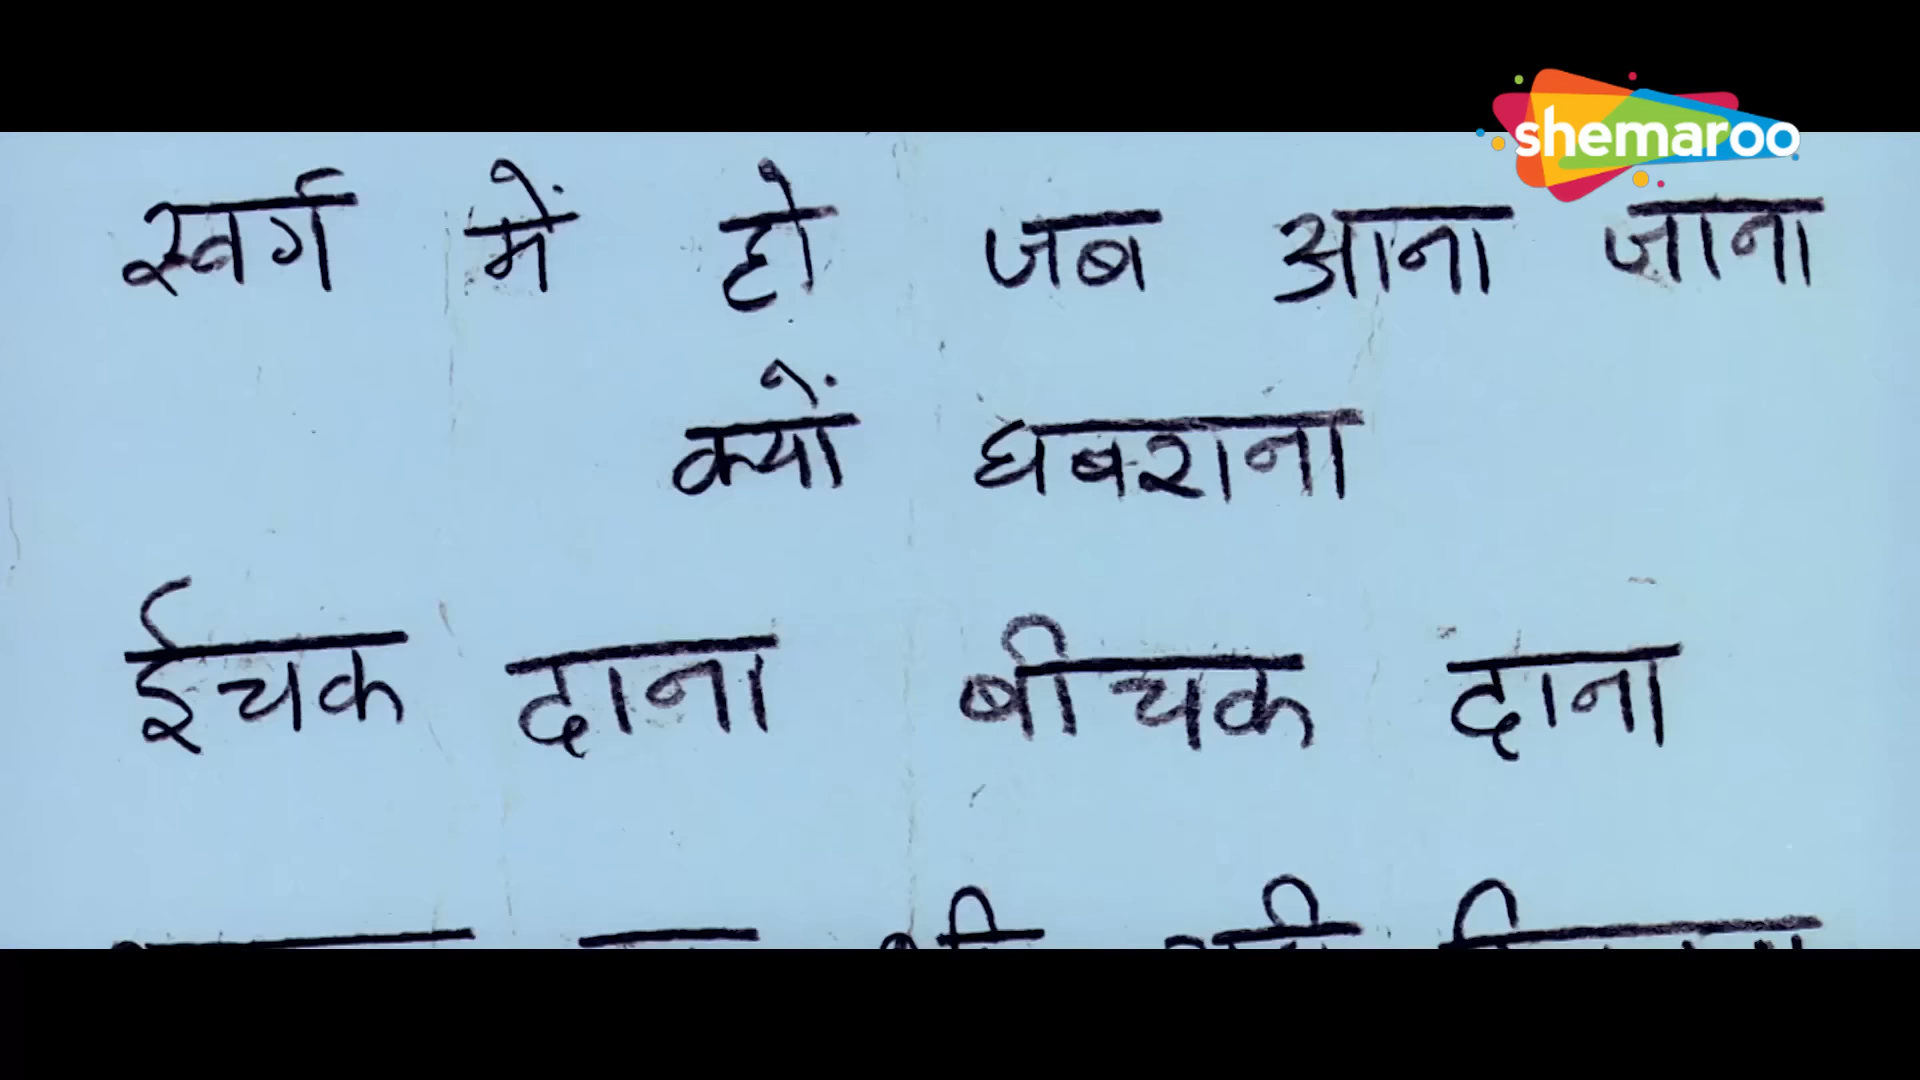 shemaroo
स्वर्ग में हो जब आना जाना
क्यों घबराना
ईचक दाना बीचक दाना